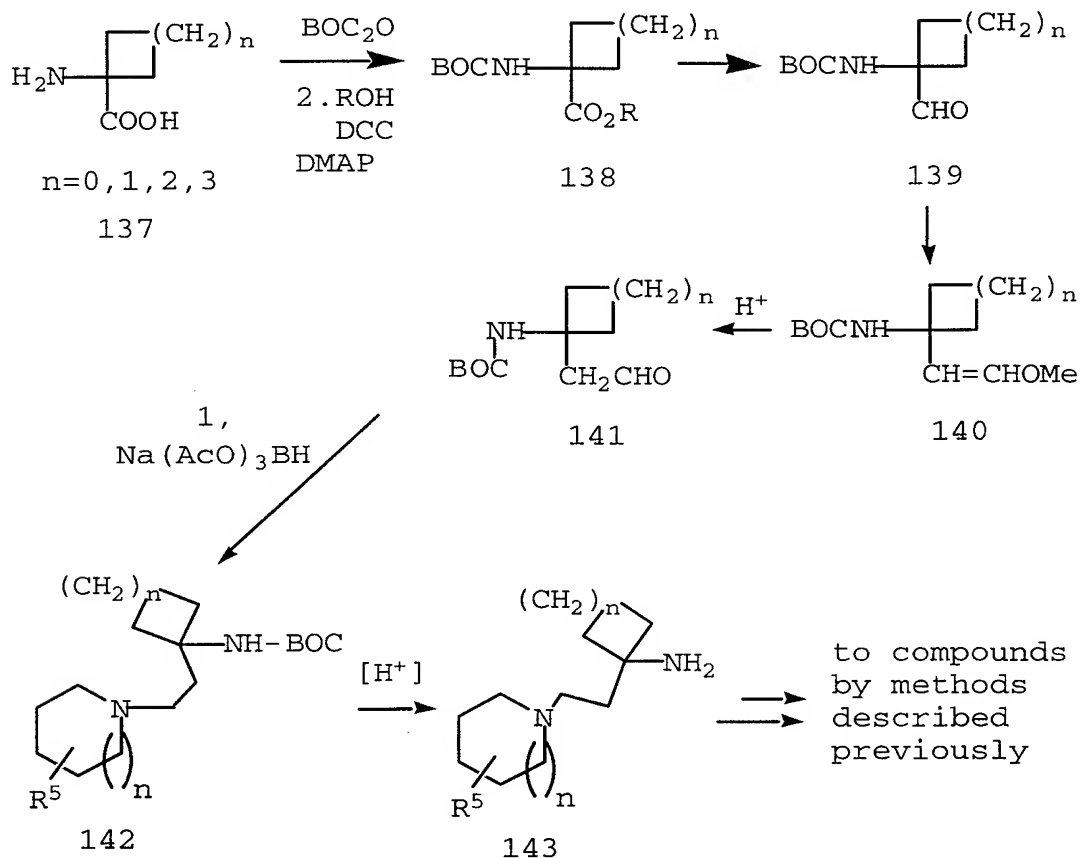 H₂N
(CH₂)ₙ
COOH
n=0,1,2,3
137
BOC₂O
2.ROH
DCC
DMAP
BOCNH
(CH₂)ₙ
CO₂R
138
BOCNH
(CH₂)ₙ
CHO
139
BOCNH
(CH₂)ₙ
CH=CHOMe
140
H⁺
(CH₂)ₙ
NH
BOC
CH₂CHO
141
1,
Na(AcO)₃BH
(CH₂)ₙ
NH-BOC
N
R⁵
n
142
[H⁺]
(CH₂)ₙ
NH₂
N
R⁵
n
143
to compounds
by methods
described
previously